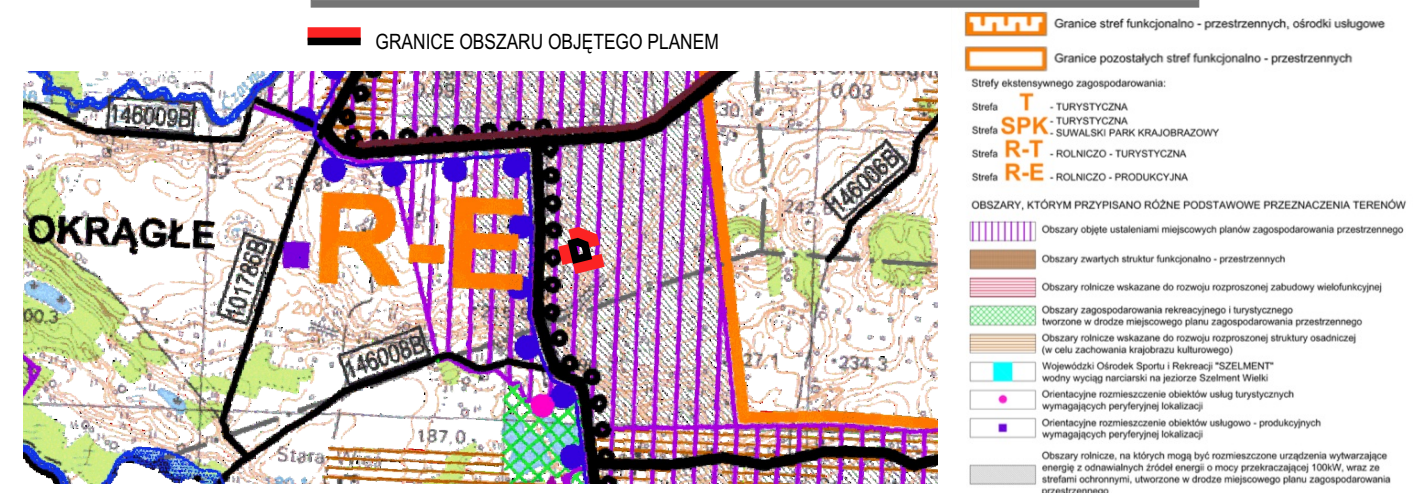 GRANICE OBSZARU OBJĘTEGO PLANEM
146009B
0,09
30,1
0,03
146006B
OKRĄGŁE
R-E
101786B
146008B
200
242,
00.3
27,1
234,3
187,0
Stara Wieś
Granice stref funkcjonalno - przestrzennych, ośrodki usługowe
Granice pozostałych stref funkcjonalno - przestrzennych
Strefy ekstensywnego zagospodarowania:
Strefa T - TURYSTYCZNA
Strefa SPK - TURYSTYCZNA
- SUWALSKI PARK KRAJOBRAZOWY
Strefa R-T - ROLNICZO - TURYSTYCZNA
Strefa R-E - ROLNICZO - PRODUKCYJNA
OBSZARY, KTÓRYM PRZYPISANO RÓŻNE PODSTAWOWE PRZEZNACZENIA TERENÓW
Obszary objęte ustaleniami miejscowych planów zagospodarowania przestrzennego
Obszary zwartych struktur funkcjonalno - przestrzennych
Obszary rolnicze wskazane do rozwoju rozproszonej zabudowy wielofunkcyjnej
Obszary zagospodarowania rekreacyjnego i turystycznego
tworzone w drodze miejscowego planu zagospodarowania przestrzennego
Obszary rolnicze wskazane do rozwoju rozproszonej struktury osadniczej
(w celu zachowania krajobrazu kulturowego)
Wojewódzki Ośrodek Sportu i Rekreacji "SZELMENT"
wodny wyciąg narciarski na jeziorze Szelment Wielki
Orientacyjne rozmieszczenie obiektów usług turystycznych
wymagających peryferyjnej lokalizacji
Orientacyjne rozmieszczenie obiektów usługowo - produkcyjnych
wymagających peryferyjnej lokalizacji
Obszary rolnicze, na których mogą być rozmieszczone urządzenia wytwarzające
energię z odnawialnych źródeł energii o mocy przekraczającej 100kW, wraz ze
strefami ochronnymi, utworzone w drodze miejscowego planu zagospodarowania
przestrzennego